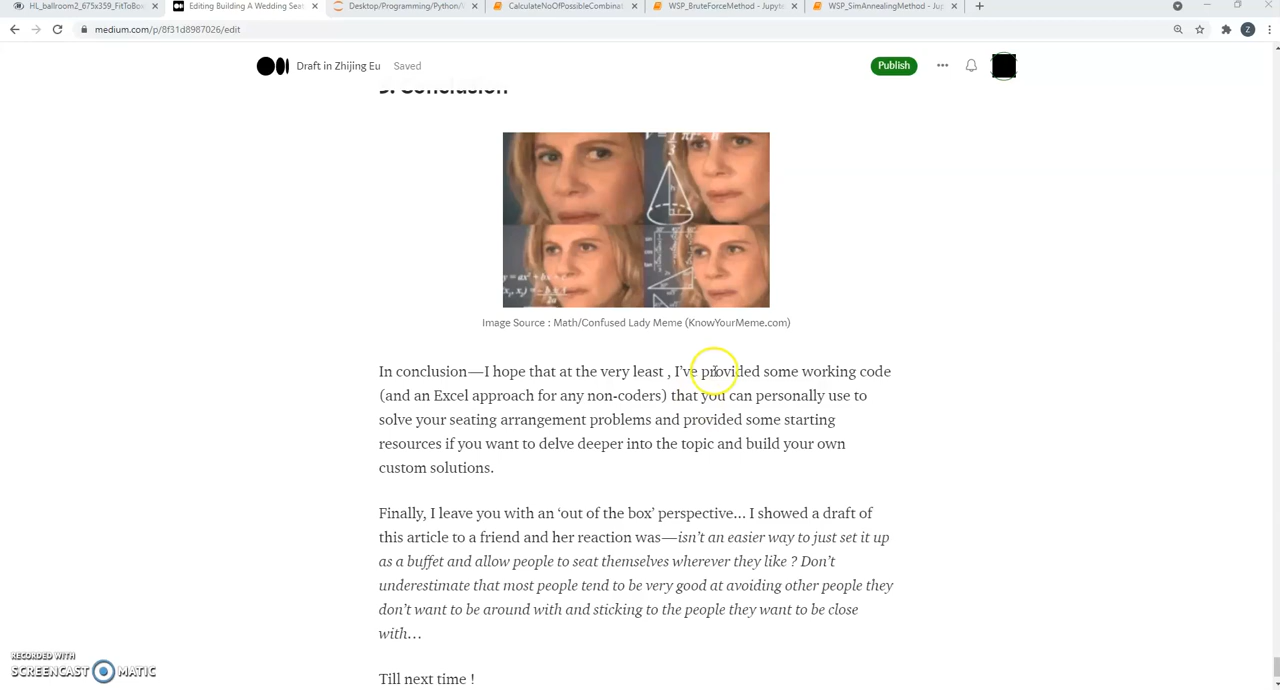 HL_ballroom2_675x359_FitToBox
Editing Building A Wedding Seat
Desktop/Programming/Python/W
CalculateNoOfPossibleCombinat
WSP_BruteForceMethod - Jupyte
WSP_SimAnnealingMethod - Jup
medium.com/p/8f31d8987026/edit
Z
Draft in Zhijing Eu Saved
Publish
Conclusion
Image Source : Math/Confused Lady Meme (KnowYourMeme.com)
In conclusion—I hope that at the very least , I've provided some working code
(and an Excel approach for any non-coders) that you can personally use to
solve your seating arrangement problems and provided some starting
resources if you want to delve deeper into the topic and build your own
custom solutions.
Finally, I leave you with an ‘out of the box’ perspective… I showed a draft of
this article to a friend and her reaction was—isn’t an easier way to just set it up
as a buffet and allow people to seat themselves wherever they like ? Don’t
underestimate that most people tend to be very good at avoiding other people they
don’t want to be around with and sticking to the people they want to be close
with…
Till next time !
RECORDED WITH
SCREENCAST MATIC